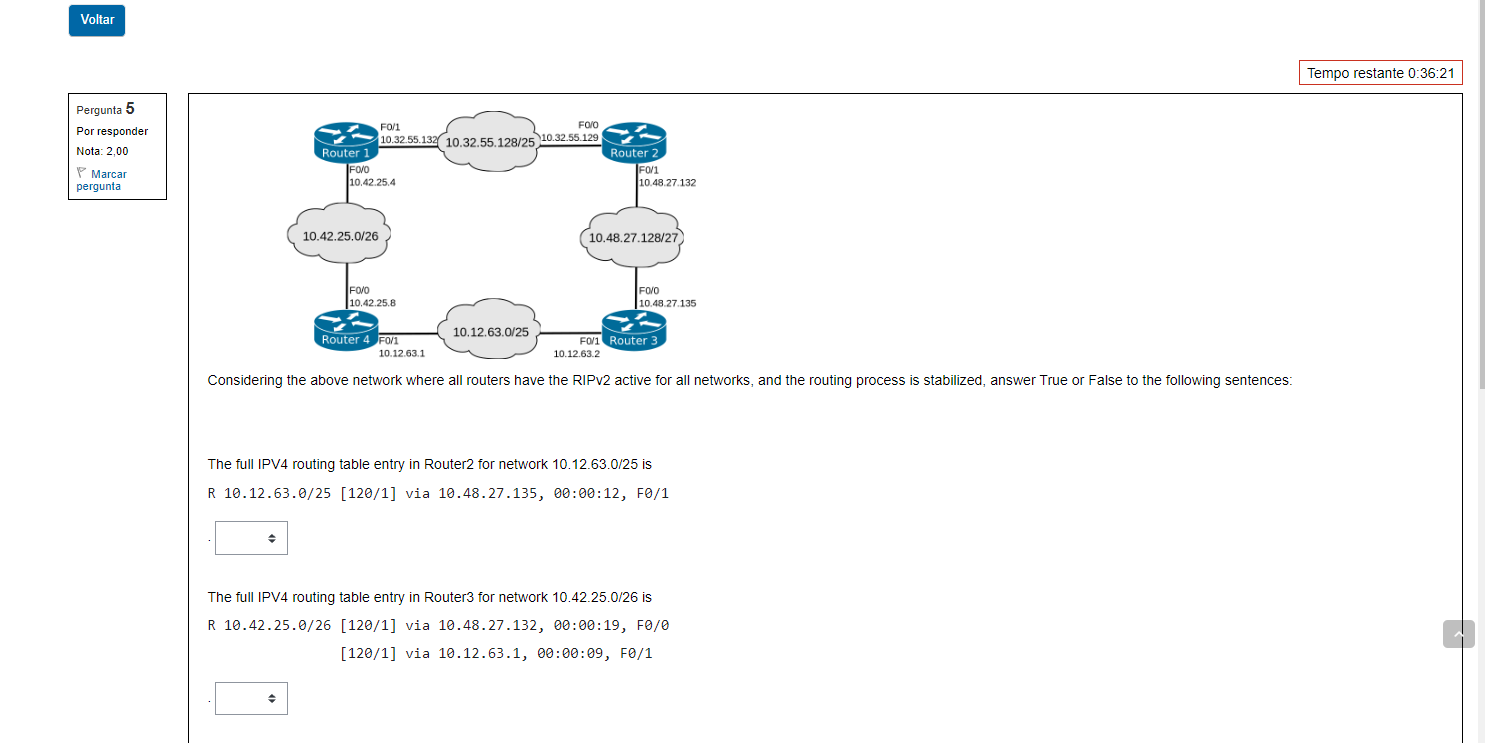 Voltar
Tempo restante 0:36:21
Pergunta 5
Por responder
Nota: 2,00
Marcar
pergunta
F0/1
10.32.55.132
10.32.55.128/25
F0/0
10.32.55.129
Router 1
Router 2
F0/0
10.42.25.4
F0/1
10.48.27.132
10.42.25.0/26
10.48.27.128/27
F0/0
10.42.25.8
F0/0
10.48.27.135
Router 4
F0/1
10.12.63.1
10.12.63.0/25
F0/1
10.12.63.2
Router 3
Considering the above network where all routers have the RIPv2 active for all networks, and the routing process is stabilized, answer True or False to the following sentences:
The full IPV4 routing table entry in Router2 for network 10.12.63.0/25 is
R 10.12.63.0/25 [120/1] via 10.48.27.135, 00:00:12, F0/1
.
The full IPV4 routing table entry in Router3 for network 10.42.25.0/26 is
R 10.42.25.0/26 [120/1] via 10.48.27.132, 00:00:19, F0/0
[120/1] via 10.12.63.1, 00:00:09, F0/1
.